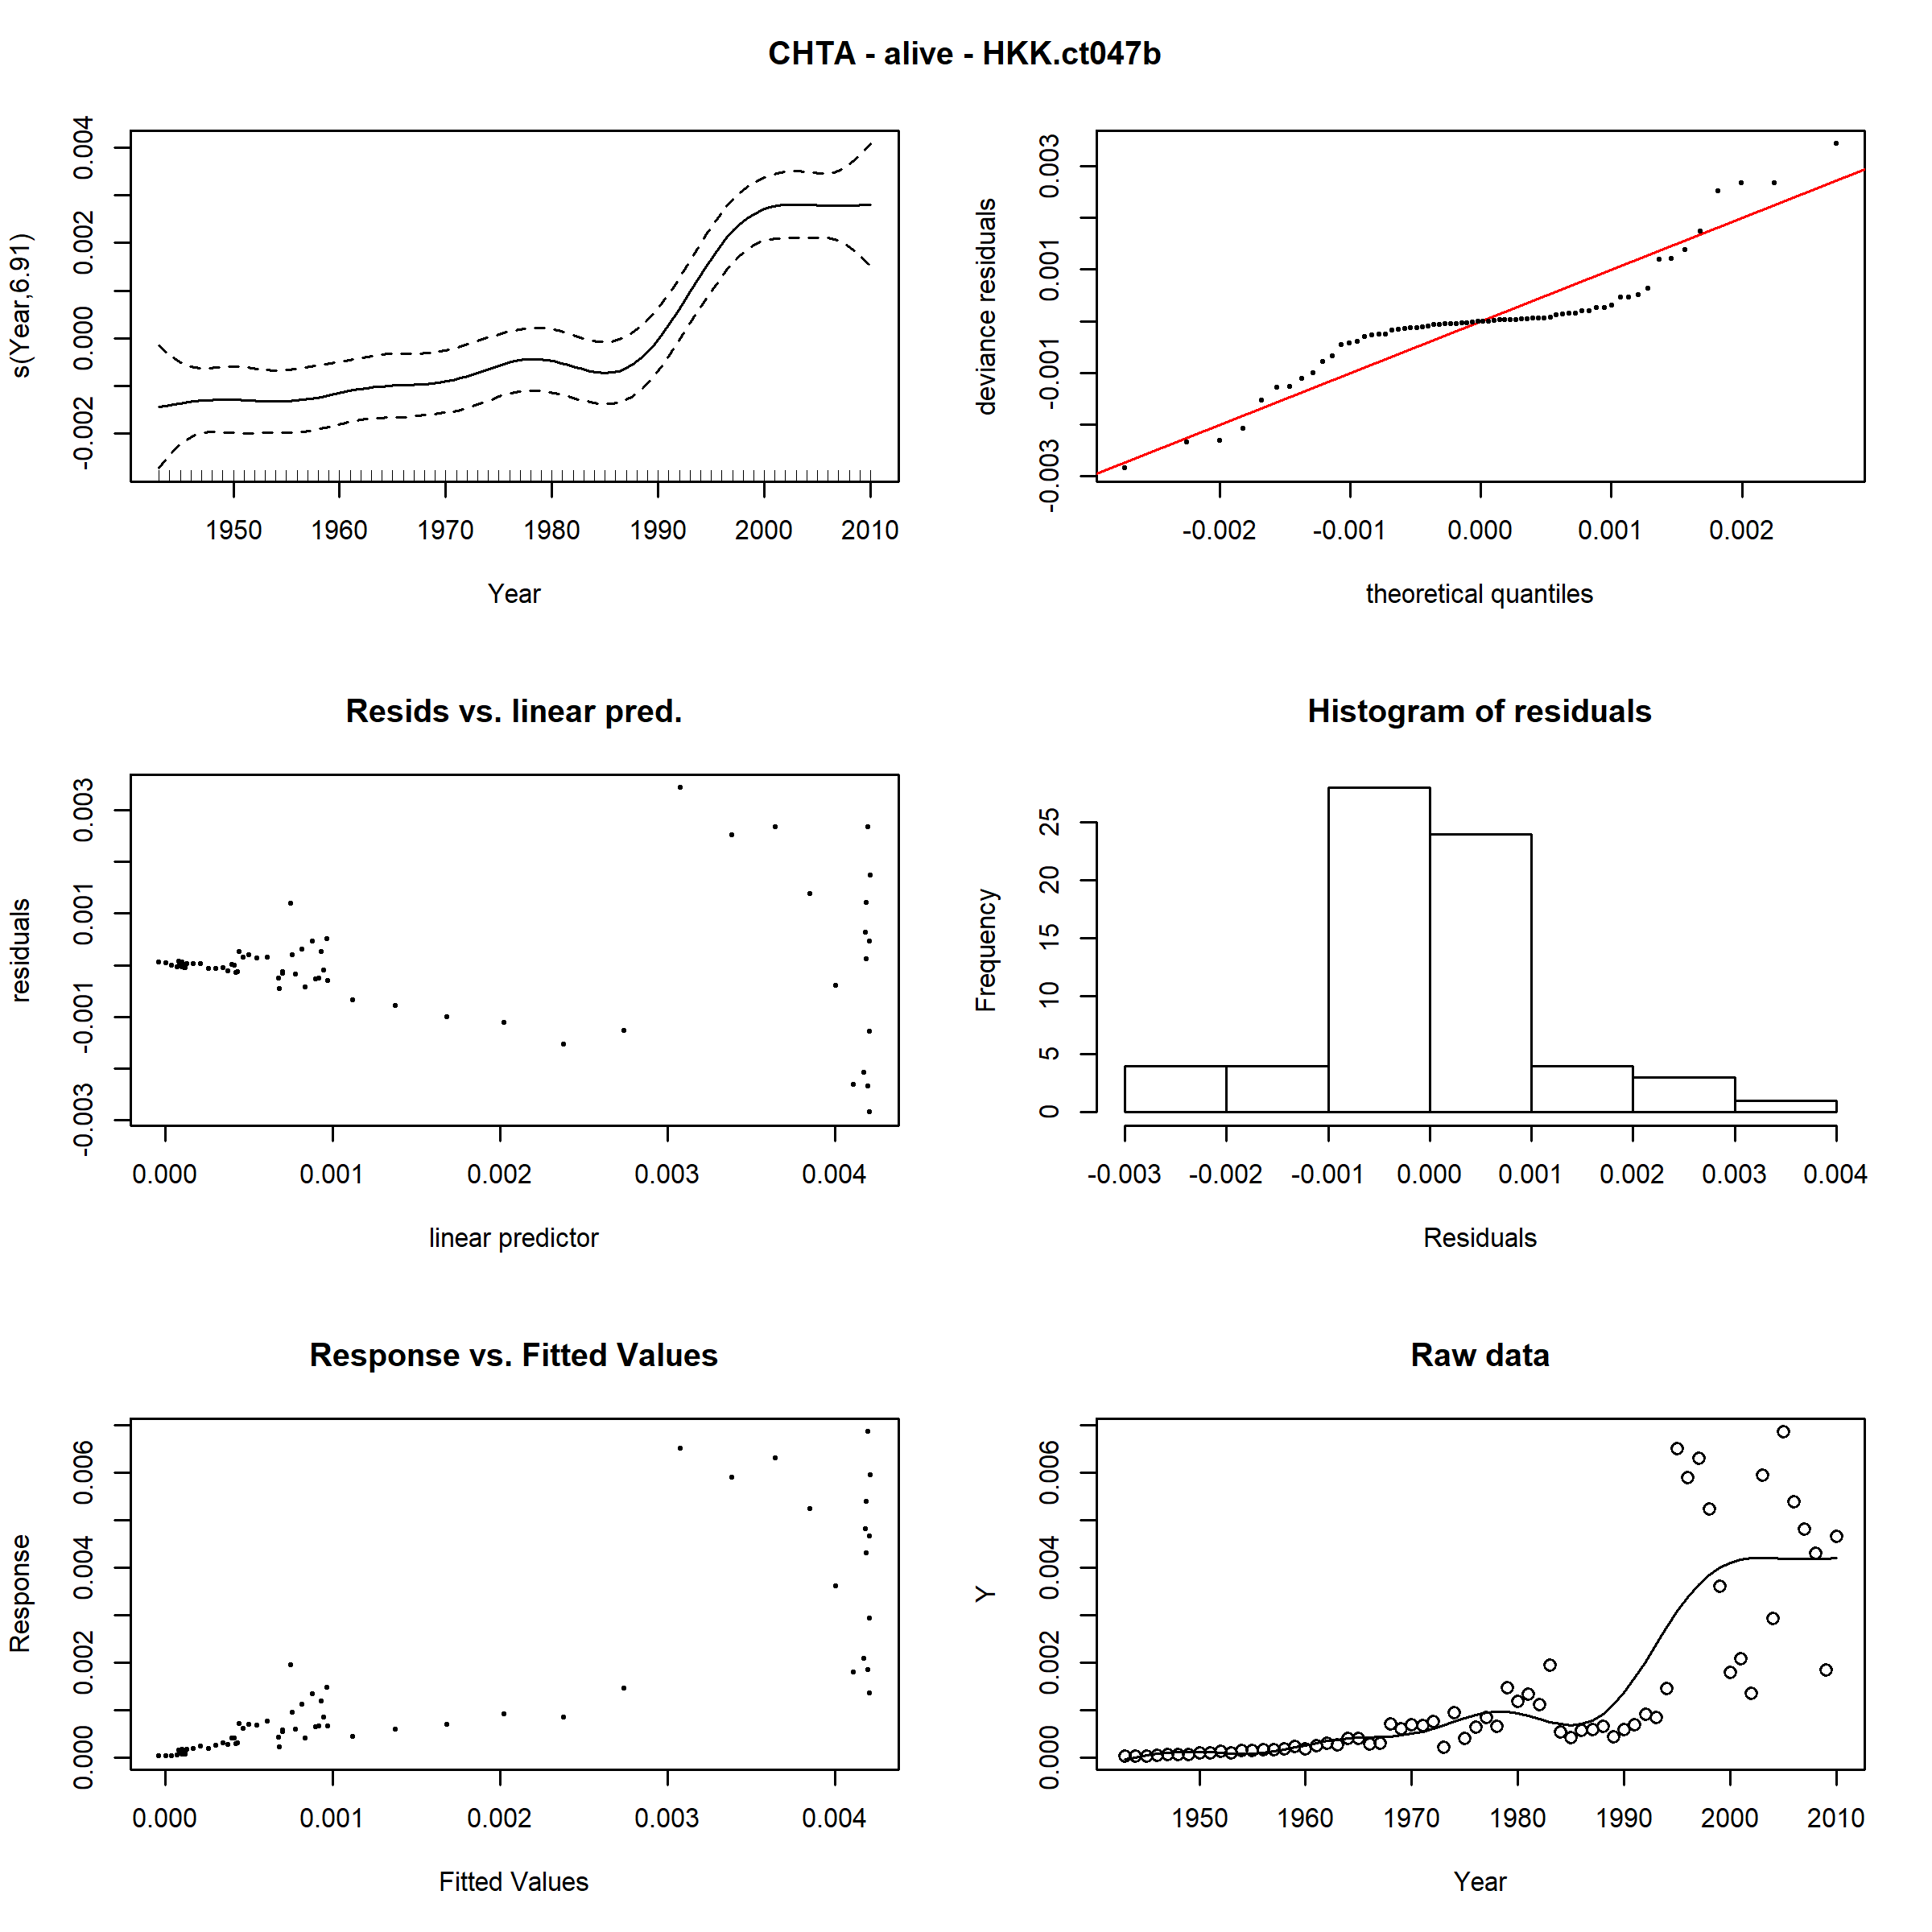 CHTA - alive - HKK.ct047b
s(Year,6.91)
-0.002 0.000 0.002 0.004
1950 1960 1970 1980 1990 2000 2010
Year
deviance residuals
-0.003 -0.001 0.001 0.003
-0.002 -0.001 0.000 0.001 0.002
theoretical quantiles
Resids vs. linear pred.
residuals
-0.003 -0.001 0.001 0.003
0.000 0.001 0.002 0.003 0.004
linear predictor
Histogram of residuals
Frequency
0 5 10 15 20 25
-0.003 -0.002 -0.001 0.000 0.001 0.002 0.003 0.004
Residuals
Response vs. Fitted Values
Response
0.000 0.002 0.004 0.006
0.000 0.001 0.002 0.003 0.004
Fitted Values
Raw data
Y
0.000 0.002 0.004 0.006
1950 1960 1970 1980 1990 2000 2010
Year